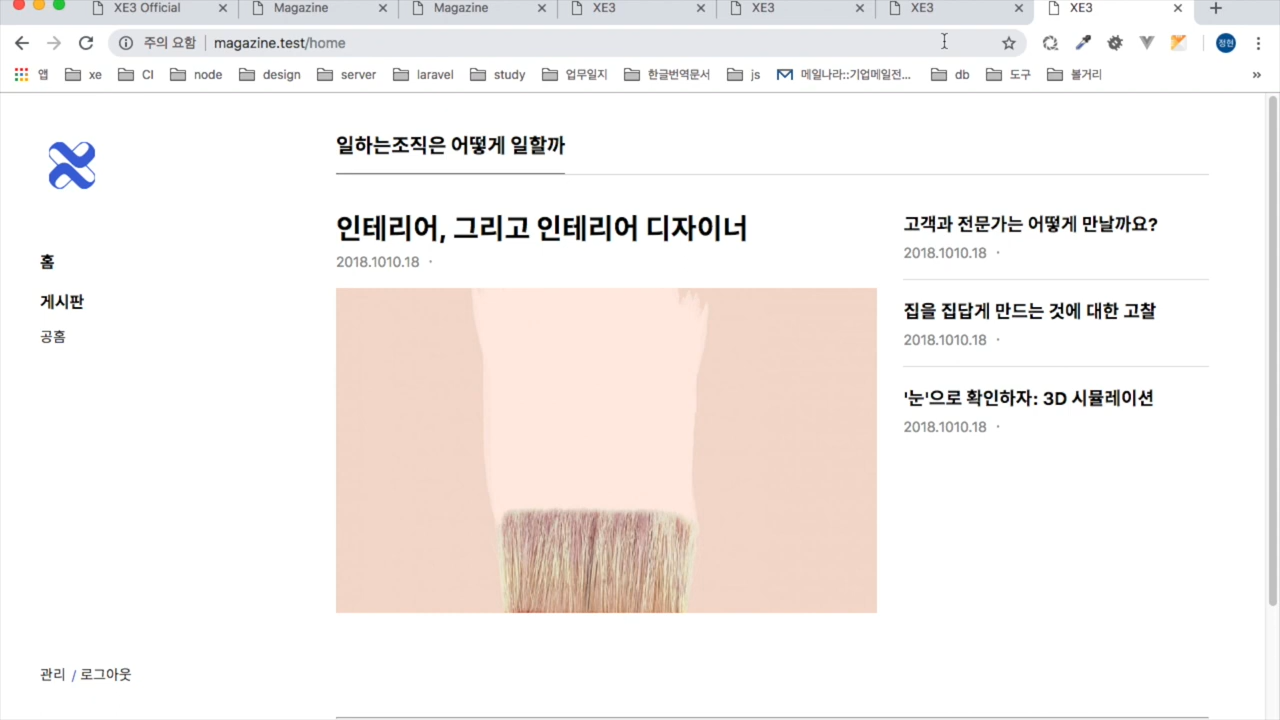 XE3 Official
Magazine
Magazine
XE3
XE3
XE3
XE3
주의 요함 magazine.test/home
정현
앱 xe CI node design server laravel study 업무일지 한글번역문서 js 메일나라::기업메일전... db 도구 볼거리 »
일하는조직은 어떻게 일할까
홈
게시판
공홈
인테리어, 그리고 인테리어 디자이너
2018.1010.18 ·
고객과 전문가는 어떻게 만날까요?
2018.1010.18 ·
집을 집답게 만드는 것에 대한 고찰
2018.1010.18 ·
'눈'으로 확인하자: 3D 시뮬레이션
2018.1010.18 ·
관리 / 로그아웃